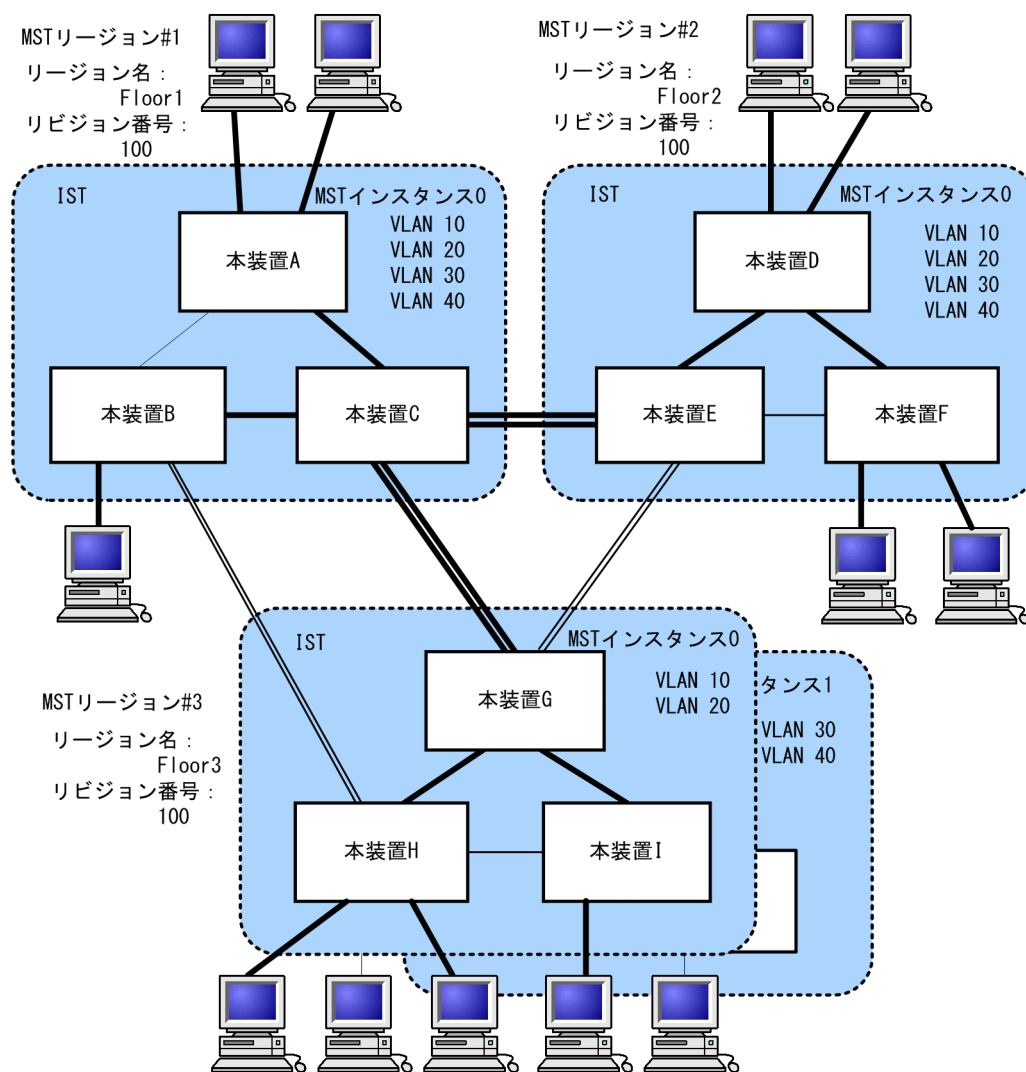 MSTリージョン#1
リージョン名：
Floor1
リビジョン番号：
100
IST
MSTインスタンス0
VLAN 10
VLAN 20
VLAN 30
VLAN 40
本装置A
本装置B
本装置C
MSTリージョン#2
リージョン名：
Floor2
リビジョン番号：
100
IST
MSTインスタンス0
VLAN 10
VLAN 20
VLAN 30
VLAN 40
本装置D
本装置E
本装置F
MSTリージョン#3
リージョン名：
Floor3
リビジョン番号：
100
IST
MSTインスタンス0
VLAN 10
VLAN 20
本装置G
本装置H
本装置I
タンス1
VLAN 30
VLAN 40